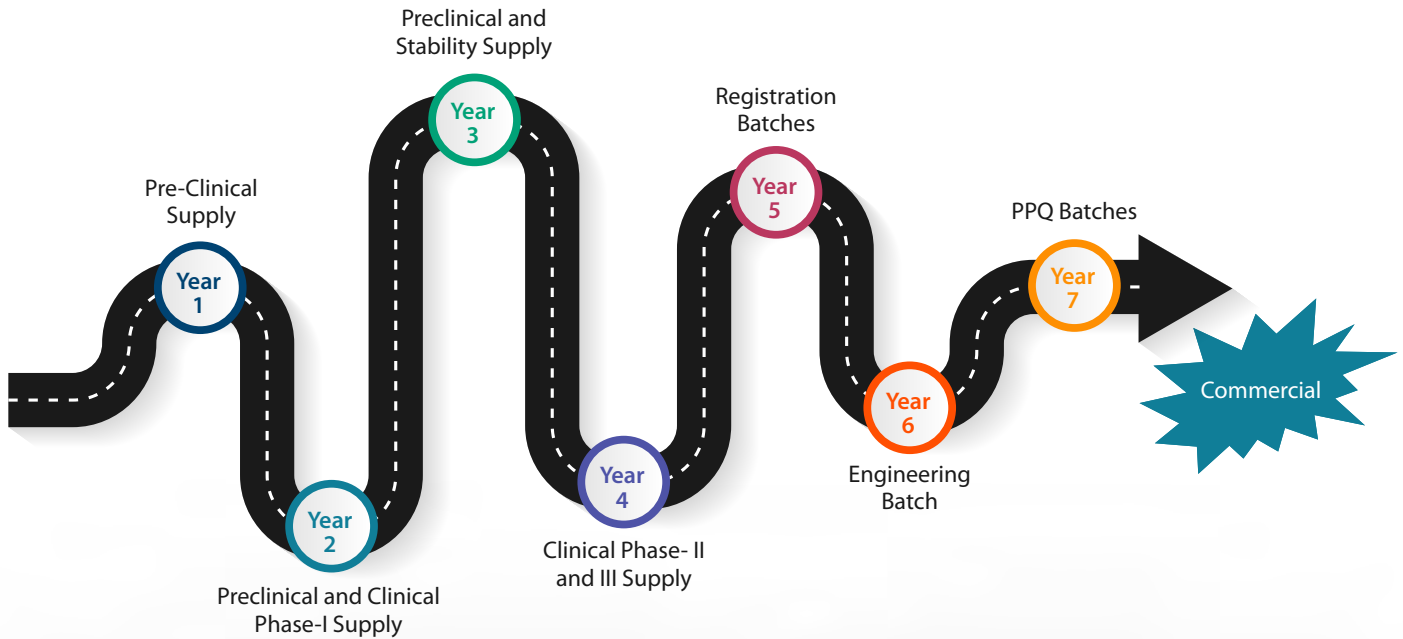 Pre-Clinical
Supply
Year
1
Year
2
Preclinical and Clinical
Phase-I Supply
Preclinical and
Stability Supply
Year
3
Year
4
Clinical Phase- II
and III Supply
Registration
Batches
Year
5
Year
6
Engineering
Batch
PPQ Batches
Year
7
Commercial